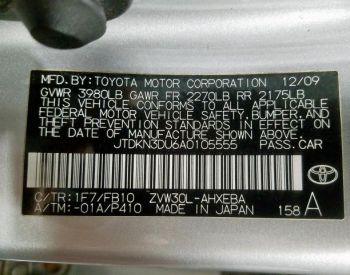 MFD.BY:TOYOTA MOTOR CORPORATION 12/09
GVWR 3980LB GAWR FR 2270LB RR 2175LB
THIS VEHICLE CONFORMS TO ALL APPLICABLE
FEDERAL MOTOR VEHICLE SAFETY, BUMPER, AND
THEFT PREVENTION STANDARDS IN EFFECT ON
THE DATE OF MANUFACTURE SHOWN ABOVE.
JTDKN3DU6A0105555 PASS.CAR
C/TR:1F7/FB10 ZVW30L-AHXEBA
A/TM:-01A/P410 MADE IN JAPAN 158 A
TOYOTA